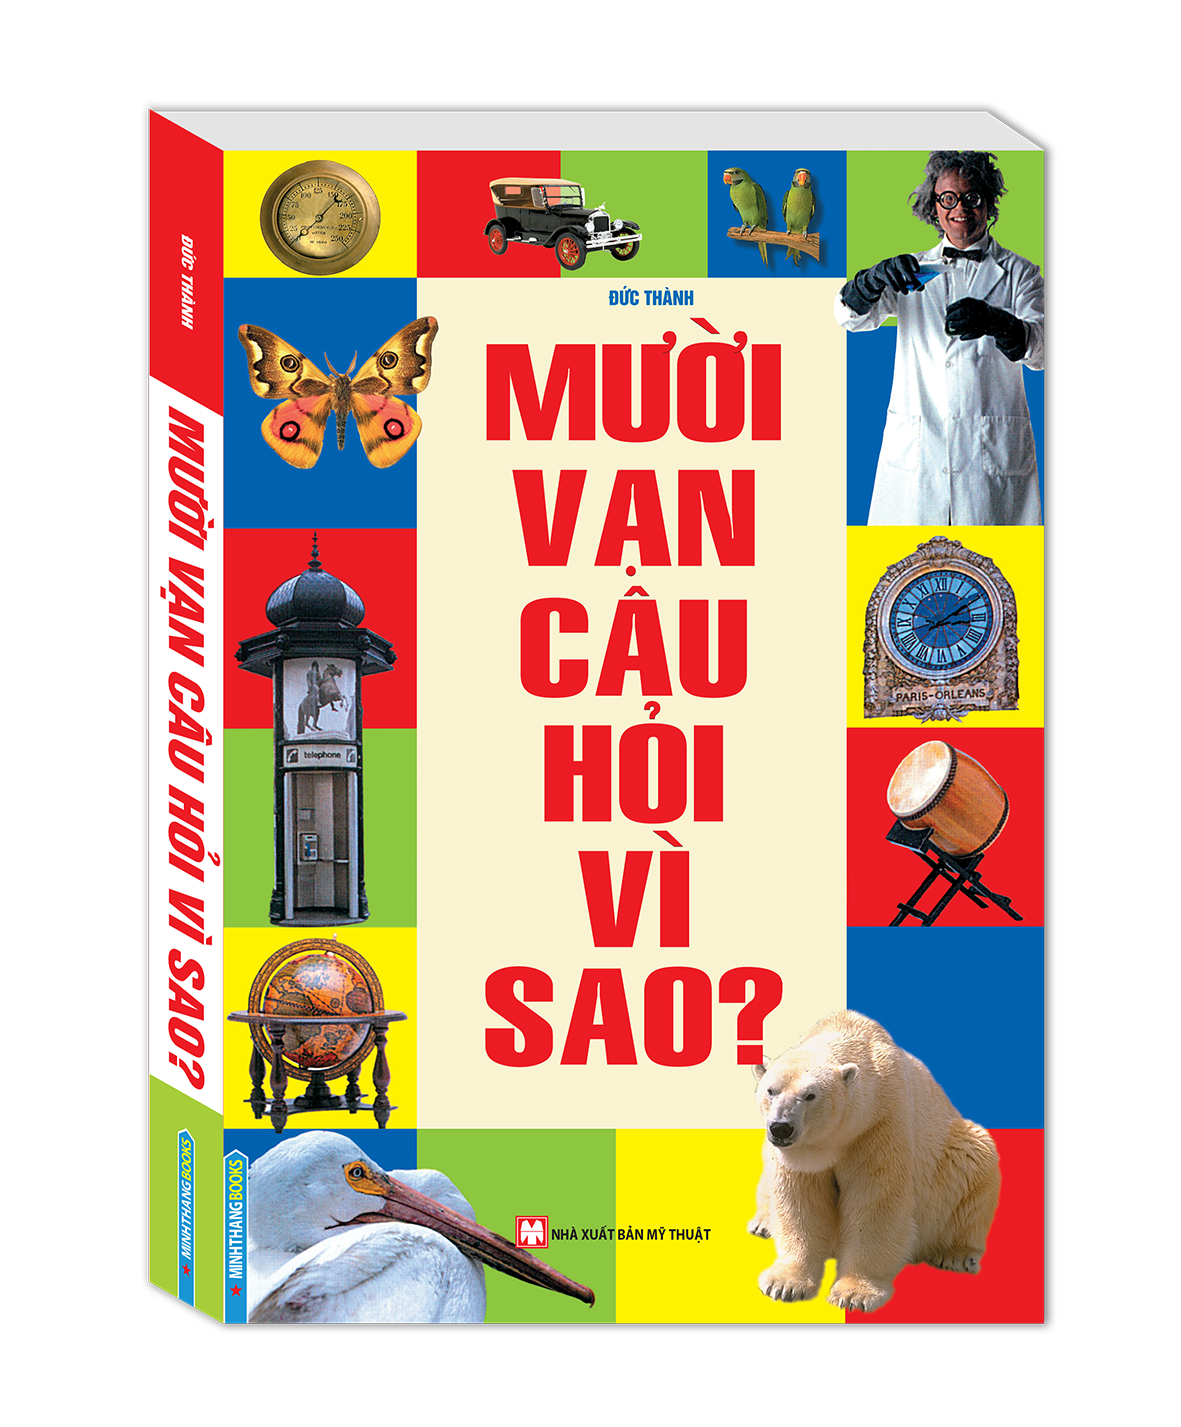 ĐỨC THÀNH
MƯỜI VẠN CÂU HỎI VÌ SAO?
MINHTHANGBOOKS
ĐỨC THÀNH
MƯỜI
VẠN
CÂU
HỎI
VÌ
SAO?
telephone
PARIS-ORLEANS
NHÀ XUẤT BẢN MỸ THUẬT
MINHTHANGBOOKS